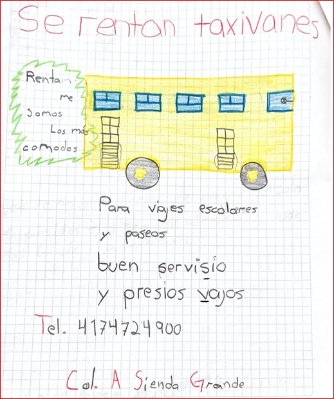 Se rentan taxivanes
Rentan
me
Somos
Los mas
comodos
Para viajes escolares
y paseos
buen servisio
y presios vajos
Tel. 4174724900
Col. A Sienda Grande